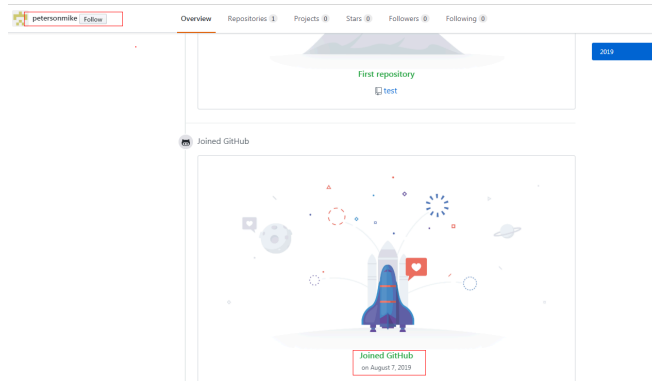 petersonmike Follow
Overview Repositories 1 Projects 0 Stars 0 Followers 0 Following 0
2019
First repository
test
Joined GitHub
Joined GitHub
on August 7, 2019